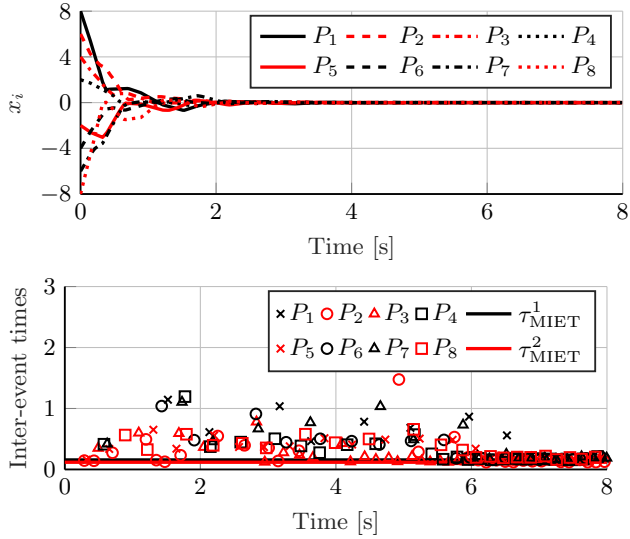 8
4
0
−4
−8
x_i
P_1 P_2 P_3 P_4
P_5 P_6 P_7 P_8
0 2 4 6 8
Time [s]
3
2
1
0
Inter-event times
P_1 P_2 P_3 P_4 τ^1_MIET
P_5 P_6 P_7 P_8 τ^2_MIET
0 2 4 6 8
Time [s]